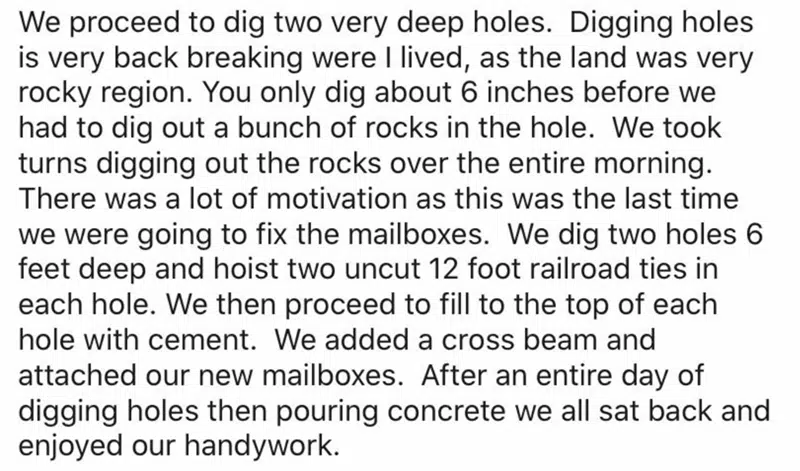 We proceed to dig two very deep holes.  Digging holes
is very back breaking were I lived, as the land was very
rocky region. You only dig about 6 inches before we
had to dig out a bunch of rocks in the hole.  We took
turns digging out the rocks over the entire morning.
There was a lot of motivation as this was the last time
we were going to fix the mailboxes.  We dig two holes 6
feet deep and hoist two uncut 12 foot railroad ties in
each hole. We then proceed to fill to the top of each
hole with cement.  We added a cross beam and
attached our new mailboxes.  After an entire day of
digging holes then pouring concrete we all sat back and
enjoyed our handywork.